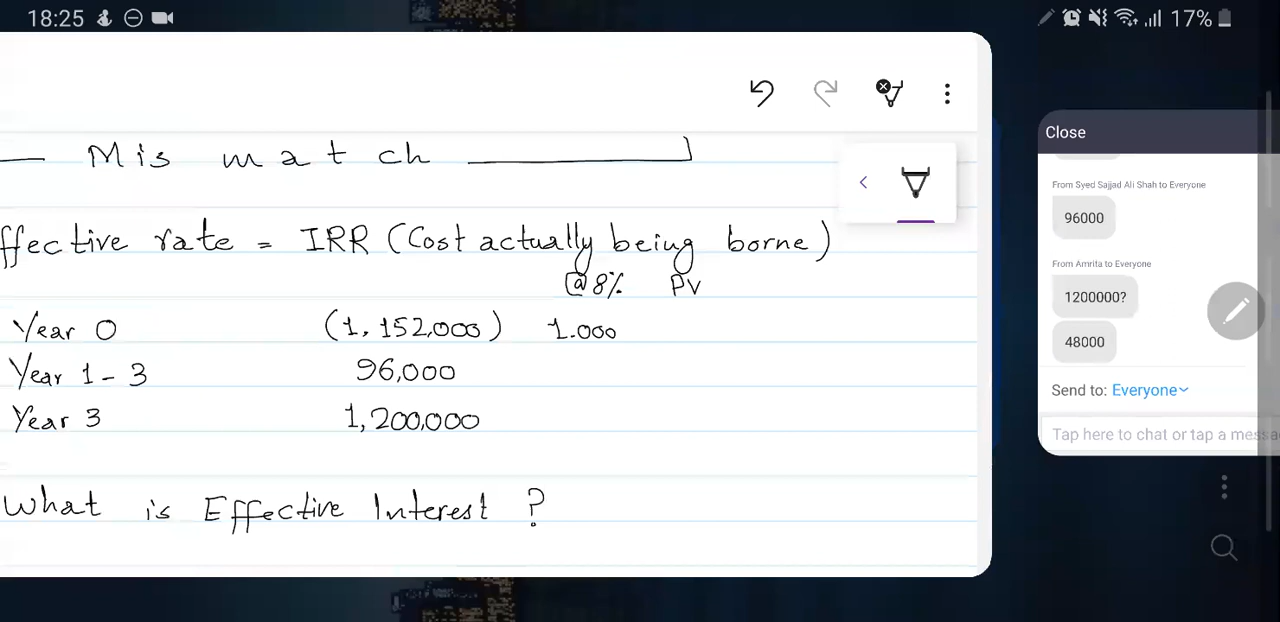 18:25
17%
Mis match
ffective rate = IRR (Cost actually being borne)
@8% PV
Year 0 (1,152,000) 1.000
Year 1 - 3 96,000
Year 3 1,200,000
What is Effective Interest ?
Close
From Syed Sajjad Ali Shah to Everyone
96000
From Amrita to Everyone
1200000?
48000
Send to: Everyone
Tap here to chat or tap a messa